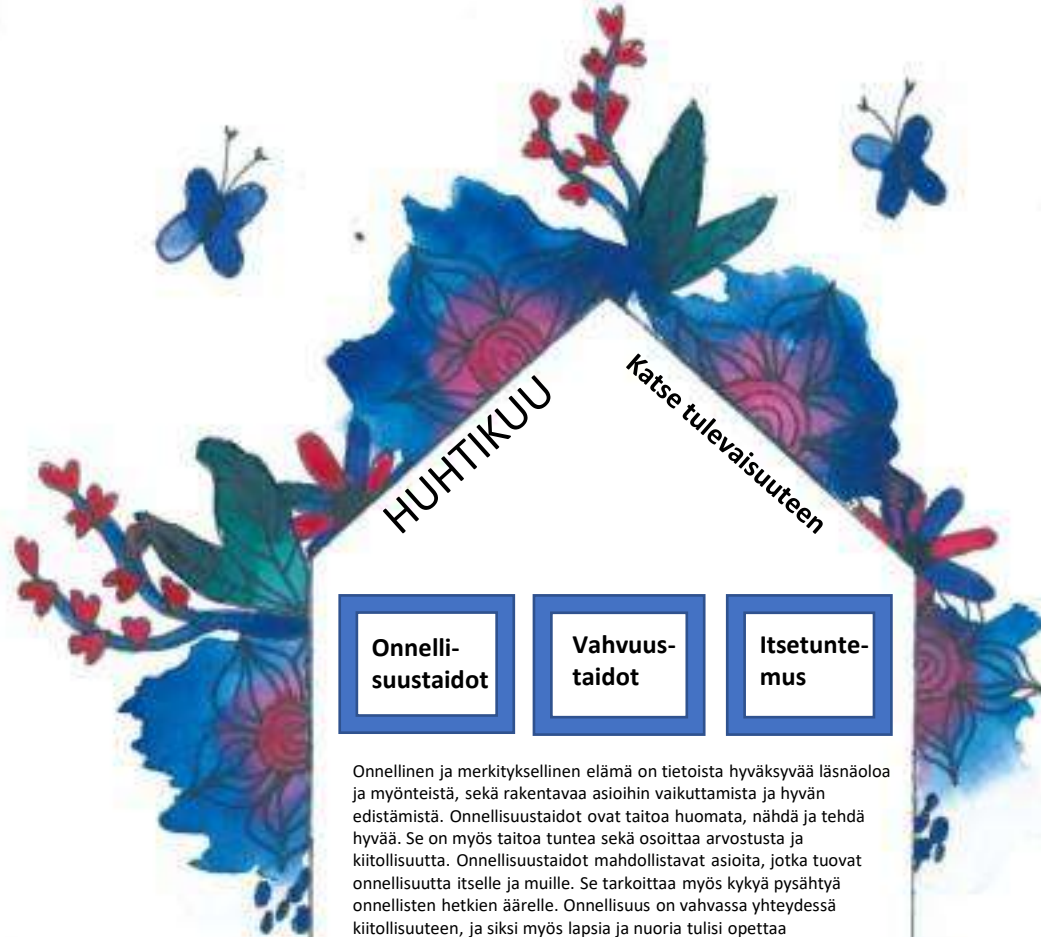 HUHTIKUU
Katse tulevaisuuteen
Onnelli-
suustaidot
Vahvuus-
taidot
Itsetunte-
mus
Onnellinen ja merkityksellinen elämä on tietoista hyväksyvää läsnäoloa
ja myönteistä, sekä rakentavaa asioihin vaikuttamista ja hyvän
edistämistä. Onnellisuustaidot ovat taitoa huomata, nähdä ja tehdä
hyvää. Se on myös taitoa tuntea sekä osoittaa arvostusta ja
kiitollisuutta. Onnellisuustaidot mahdollistavat asioita, jotka tuovat
onnellisuutta itselle ja muille. Se tarkoittaa myös kykyä pysähtyä
onnellisten hetkien äärelle. Onnellisuus on vahvassa yhteydessä
kiitollisuuteen, ja siksi myös lapsia ja nuoria tulisi opettaa